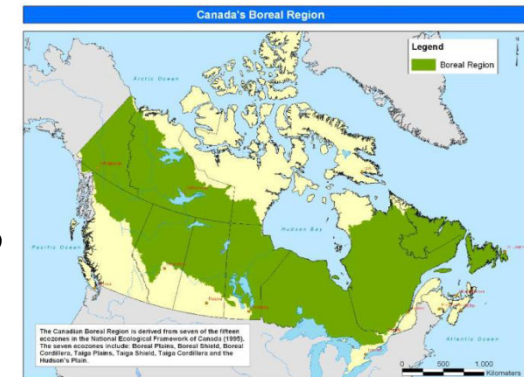 Canada's Boreal Region
Legend
Boreal Region
Arctic Ocean
Hudson Bay
Pacific Ocean
Atlantic Ocean
The Canadian Boreal Region is derived from seven of the fifteen
ecozones in the National Ecological Framework of Canada (1995).
The seven ecozones include: Boreal Plains, Boreal Shield, Boreal
Cordillera, Taiga Plains, Taiga Shield, Taiga Cordillera and the
Hudson's Plain.
0 500 1,000
Kilometers